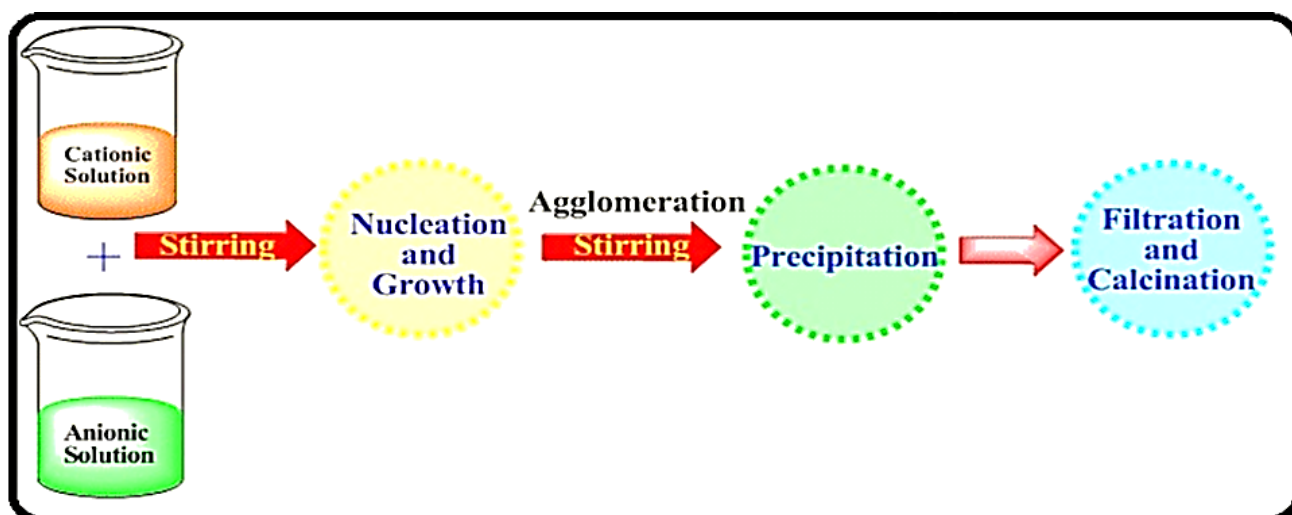 Cationic
Solution
+
Stirring
Nucleation
and
Growth
Agglomeration
Stirring
Precipitation
Filtration
and
Calcination
Anionic
Solution